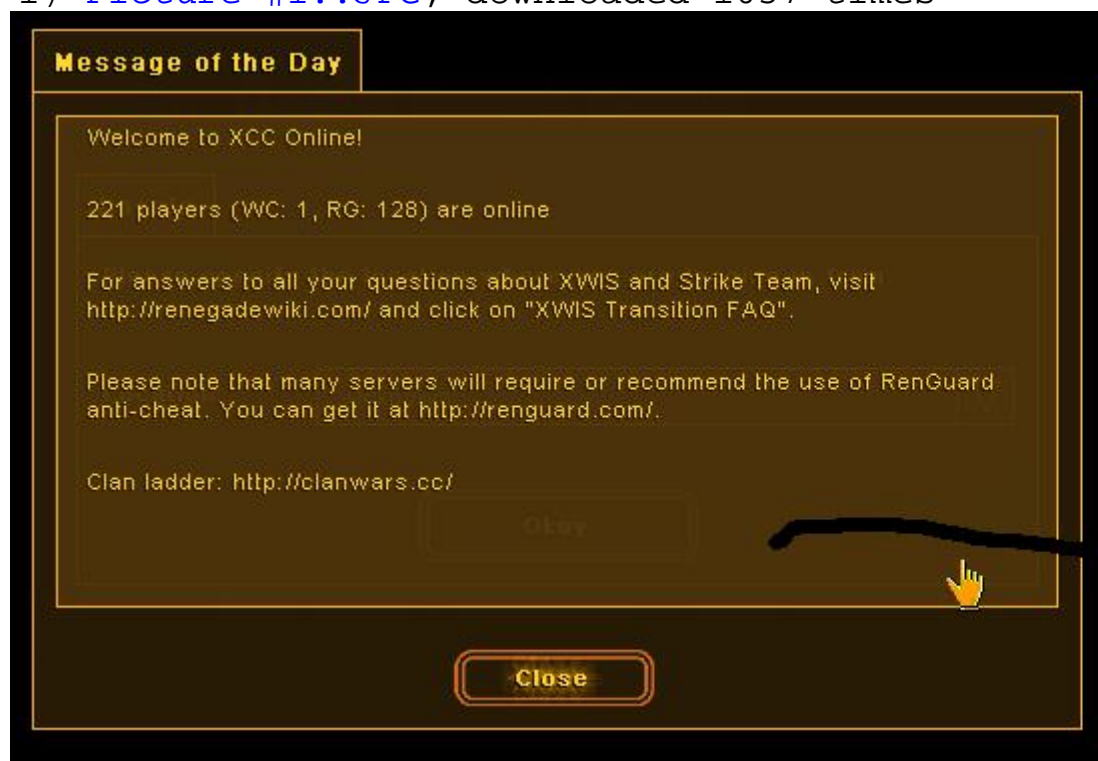 Message of the Day
Welcome to XCC Online!
221 players (WC: 1, RG: 128) are online
For answers to all your questions about XWIS and Strike Team, visit
http://renegadewiki.com/ and click on "XWIS Transition FAQ".
Please note that many servers will require or recommend the use of RenGuard
anti-cheat. You can get it at http://renguard.com/.
Clan ladder: http://clanwars.cc/
Okay
Close